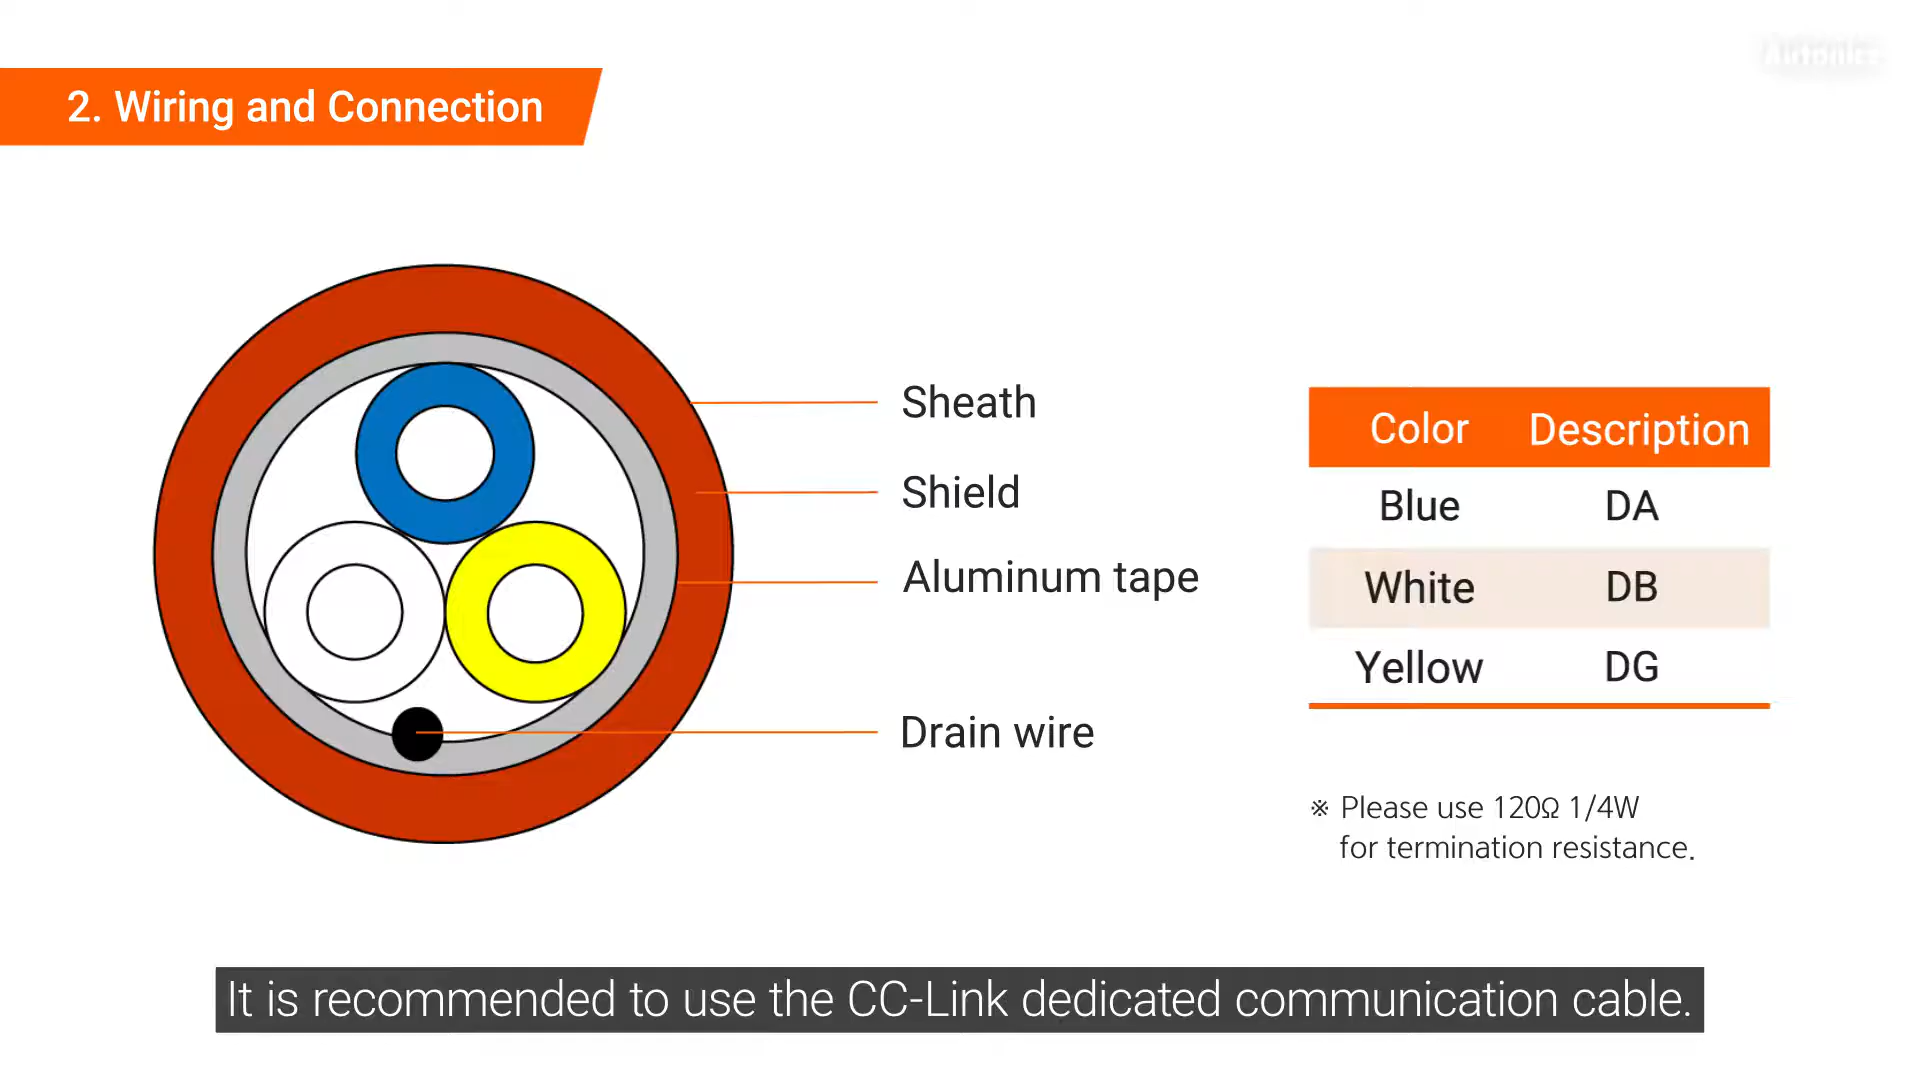 Autonics
2. Wiring and Connection
Sheath
Shield
Aluminum tape
Drain wire
Color Description
Blue DA
White DB
Yellow DG
※ Please use 120Ω 1/4W
for termination resistance.
It is recommended to use the CC-Link dedicated communication cable.